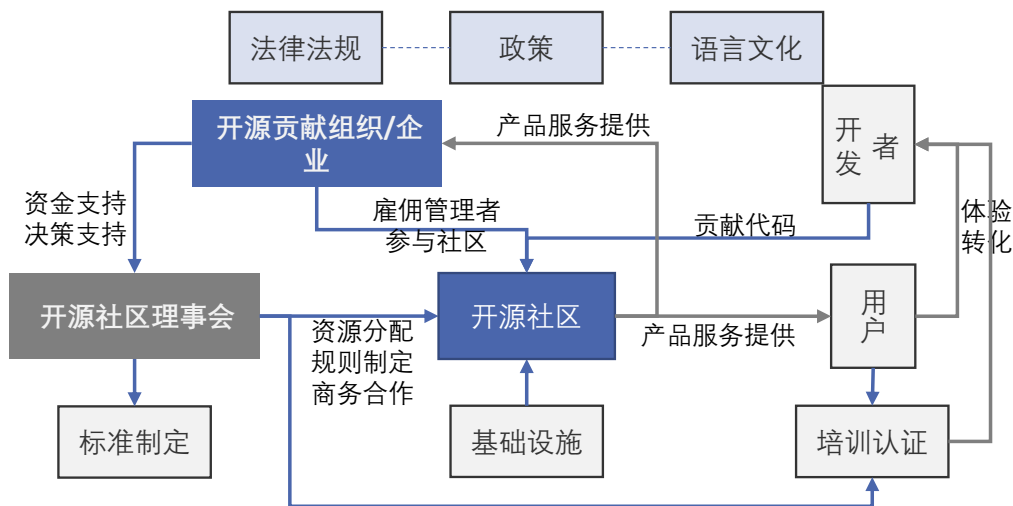 法律法规
政策
语言文化
开源贡献组织/企
业
产品服务提供
开
发
者
资金支持
决策支持
雇佣管理者
参与社区
贡献代码
体验
转化
开源社区理事会
开源社区
用
户
资源分配
规则制定
商务合作
产品服务提供
标准制定
基础设施
培训认证